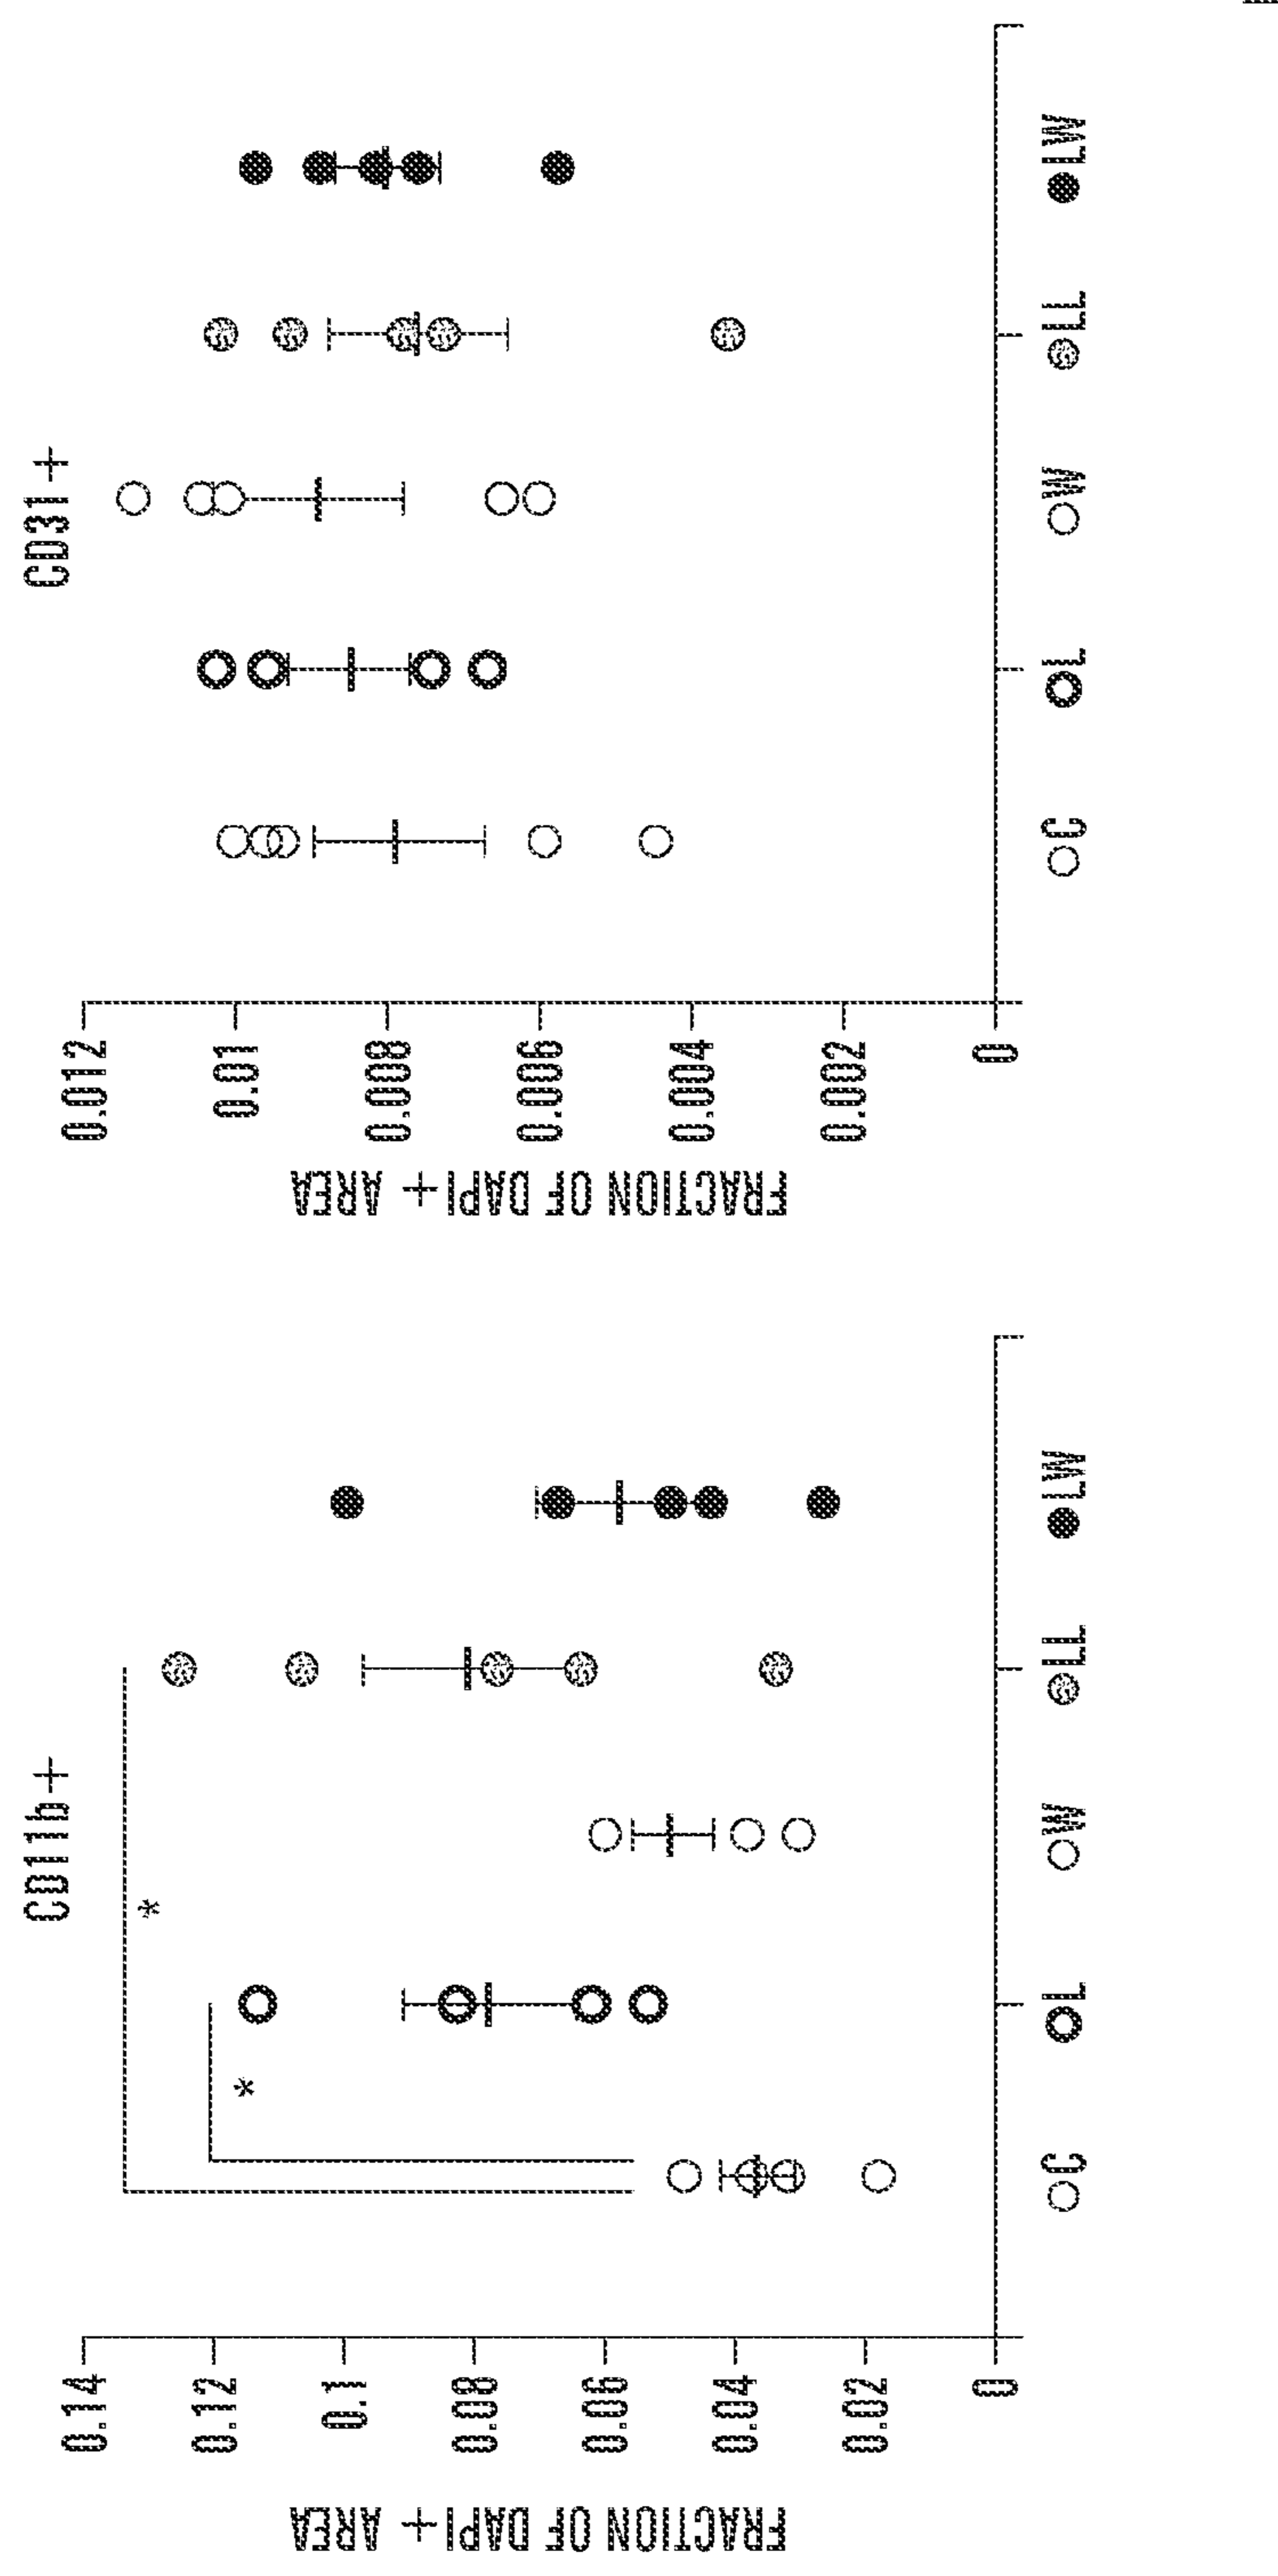 CD11b+
FRACTION OF DAPI+ AREA
0.14
0.12
0.1
0.08
0.06
0.04
0.02
0
*
*
C
L
W
LL
LW
CD31+
FRACTION OF DAPI+ AREA
0.012
0.01
0.008
0.006
0.004
0.002
0
C
L
W
LL
LW